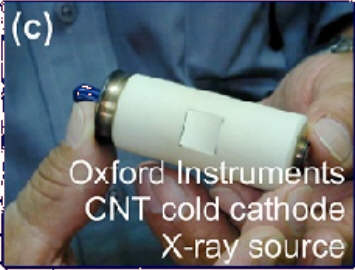 (c)
Oxford Instruments
CNT cold cathode
X-ray source